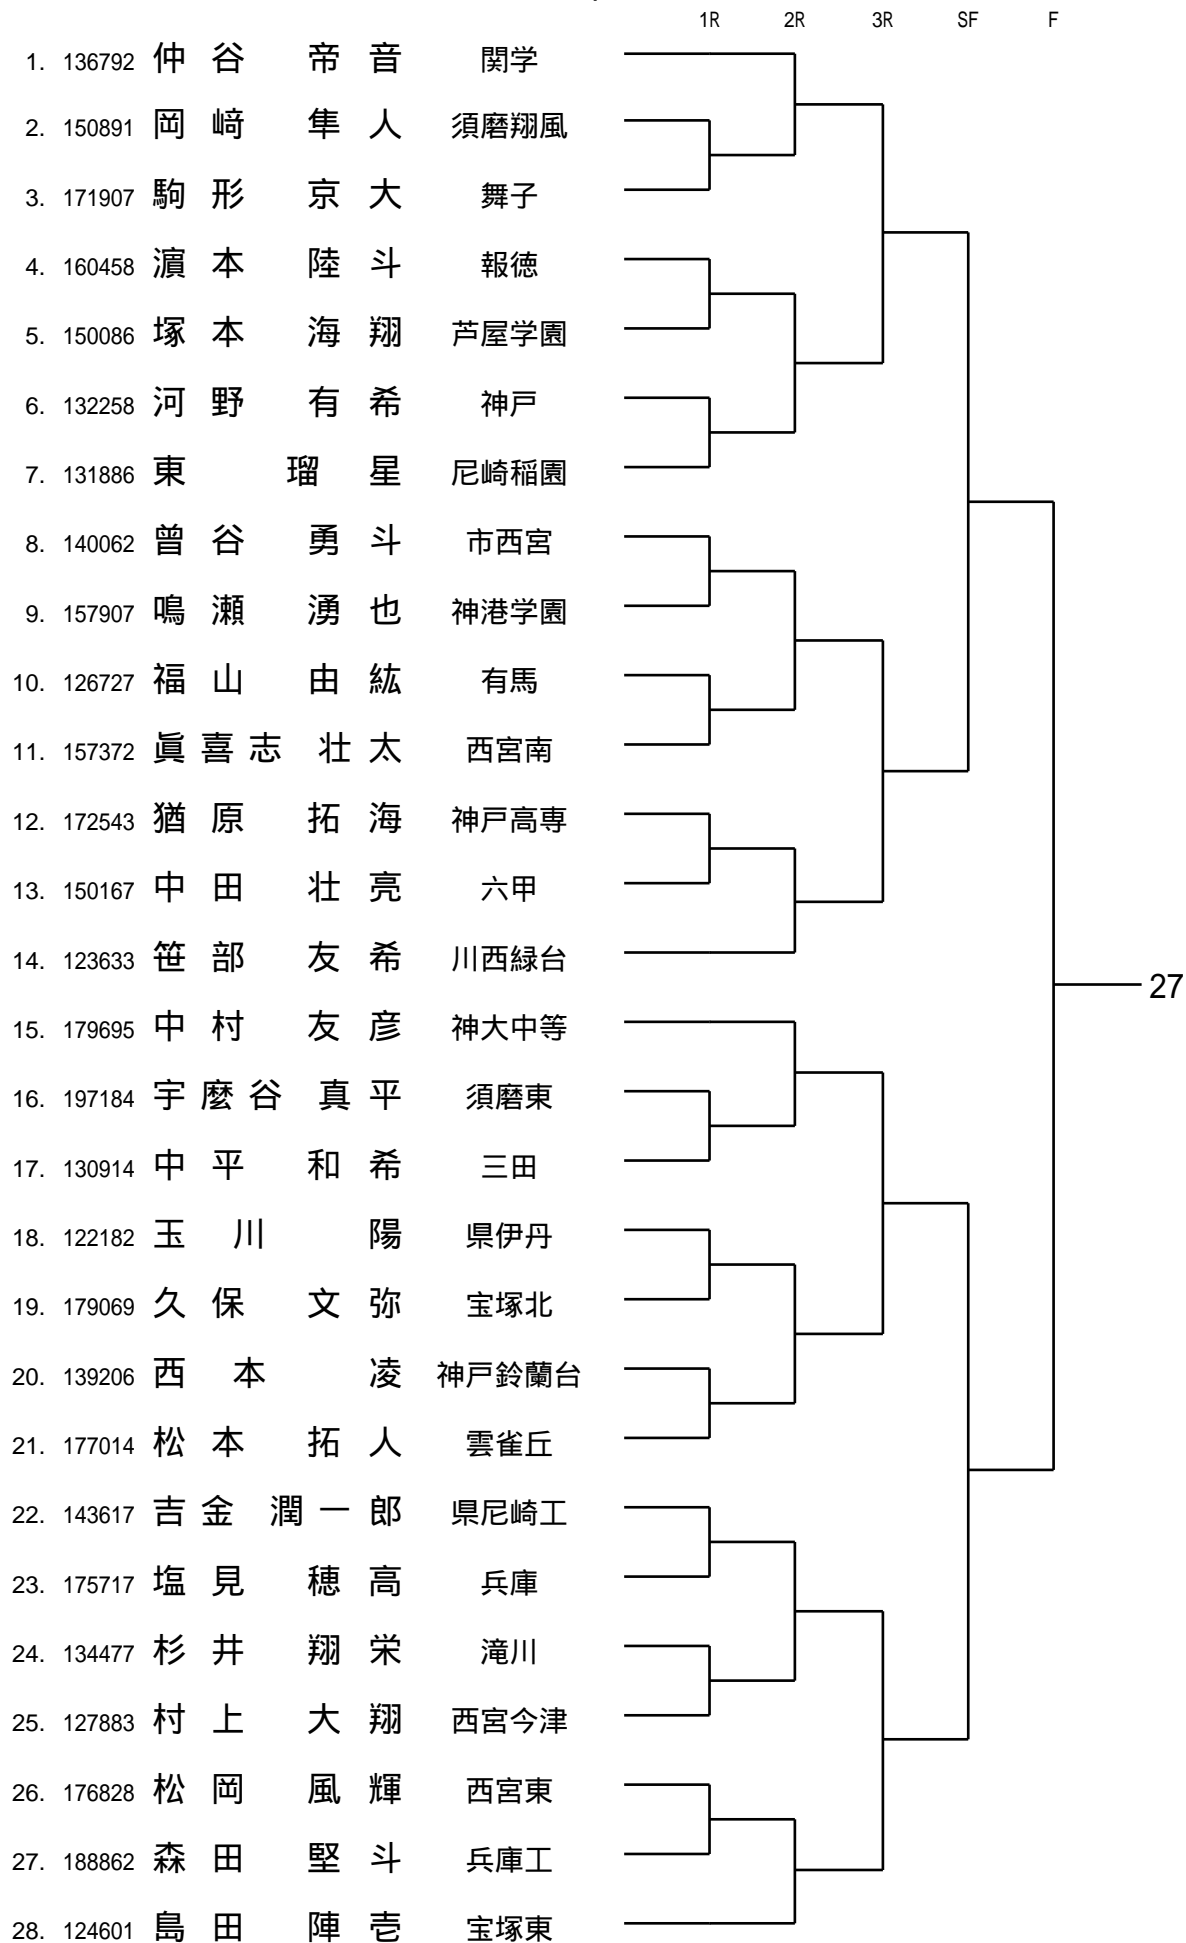 1R 2R 3R SF F
1. 136792 仲谷 帝音 関学
2. 150891 岡﨑 隼人 須磨翔風
3. 171907 駒形 京大 舞子
4. 160458 濵本 陸斗 報徳
5. 150086 塚本 海翔 芦屋学園
6. 132258 河野 有希 神戸
7. 131886 東 瑠星 尼崎稲園
8. 140062 曽谷 勇斗 市西宮
9. 157907 鳴瀬 湧也 神港学園
10. 126727 福山 由紘 有馬
11. 157372 眞喜志 壮太 西宮南
12. 172543 猶原 拓海 神戸高専
13. 150167 中田 壮亮 六甲
14. 123633 笹部 友希 川西緑台
27
15. 179695 中村 友彦 神大中等
16. 197184 宇麼谷 真平 須磨東
17. 130914 中平 和希 三田
18. 122182 玉川 陽 県伊丹
19. 179069 久保 文弥 宝塚北
20. 139206 西本 凌 神戸鈴蘭台
21. 177014 松本 拓人 雲雀丘
22. 143617 吉金 潤一郎 県尼崎工
23. 175717 塩見 穂高 兵庫
24. 134477 杉井 翔栄 滝川
25. 127883 村上 大翔 西宮今津
26. 176828 松岡 風輝 西宮東
27. 188862 森田 堅斗 兵庫工
28. 124601 島田 陣壱 宝塚東